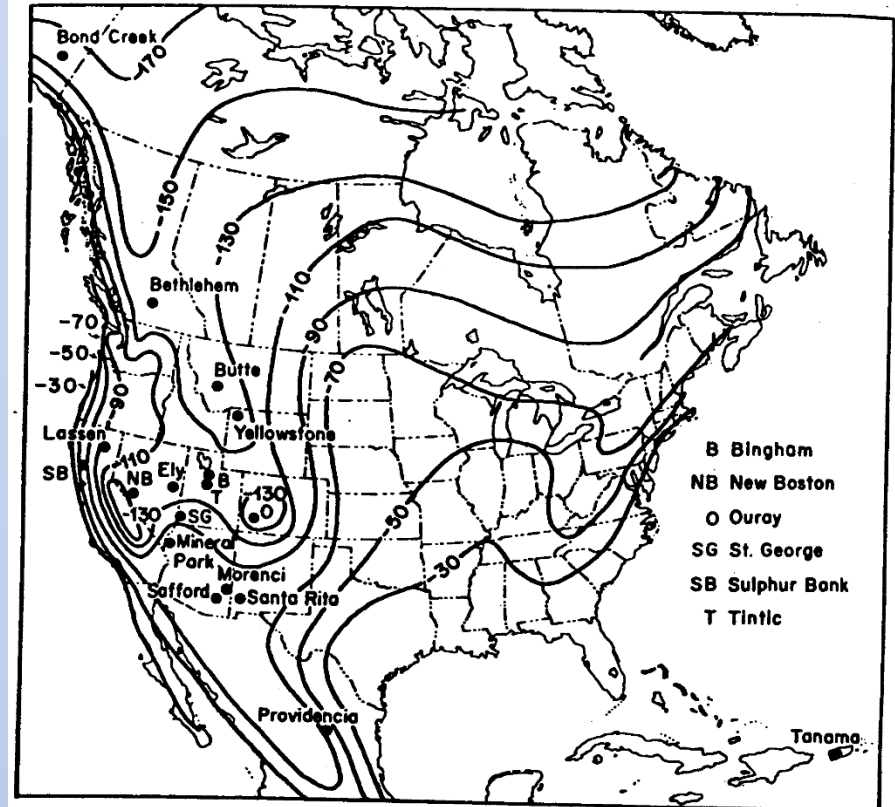 Bond Creek
-170
-150
-130
-110
Bethlehem
-90
-70
-50
-30
-70
Butte
-90
Yellowstone
Lassen
SB
-110
NB
Ely
B
T
-130
-130
O
SG
Mineral
Park
Morenci
Safford
Santa Rita
-50
-30
Providencia
Tanama
B Bingham
NB New Boston
O Ouray
SG St. George
SB Sulphur Bank
T Tintic